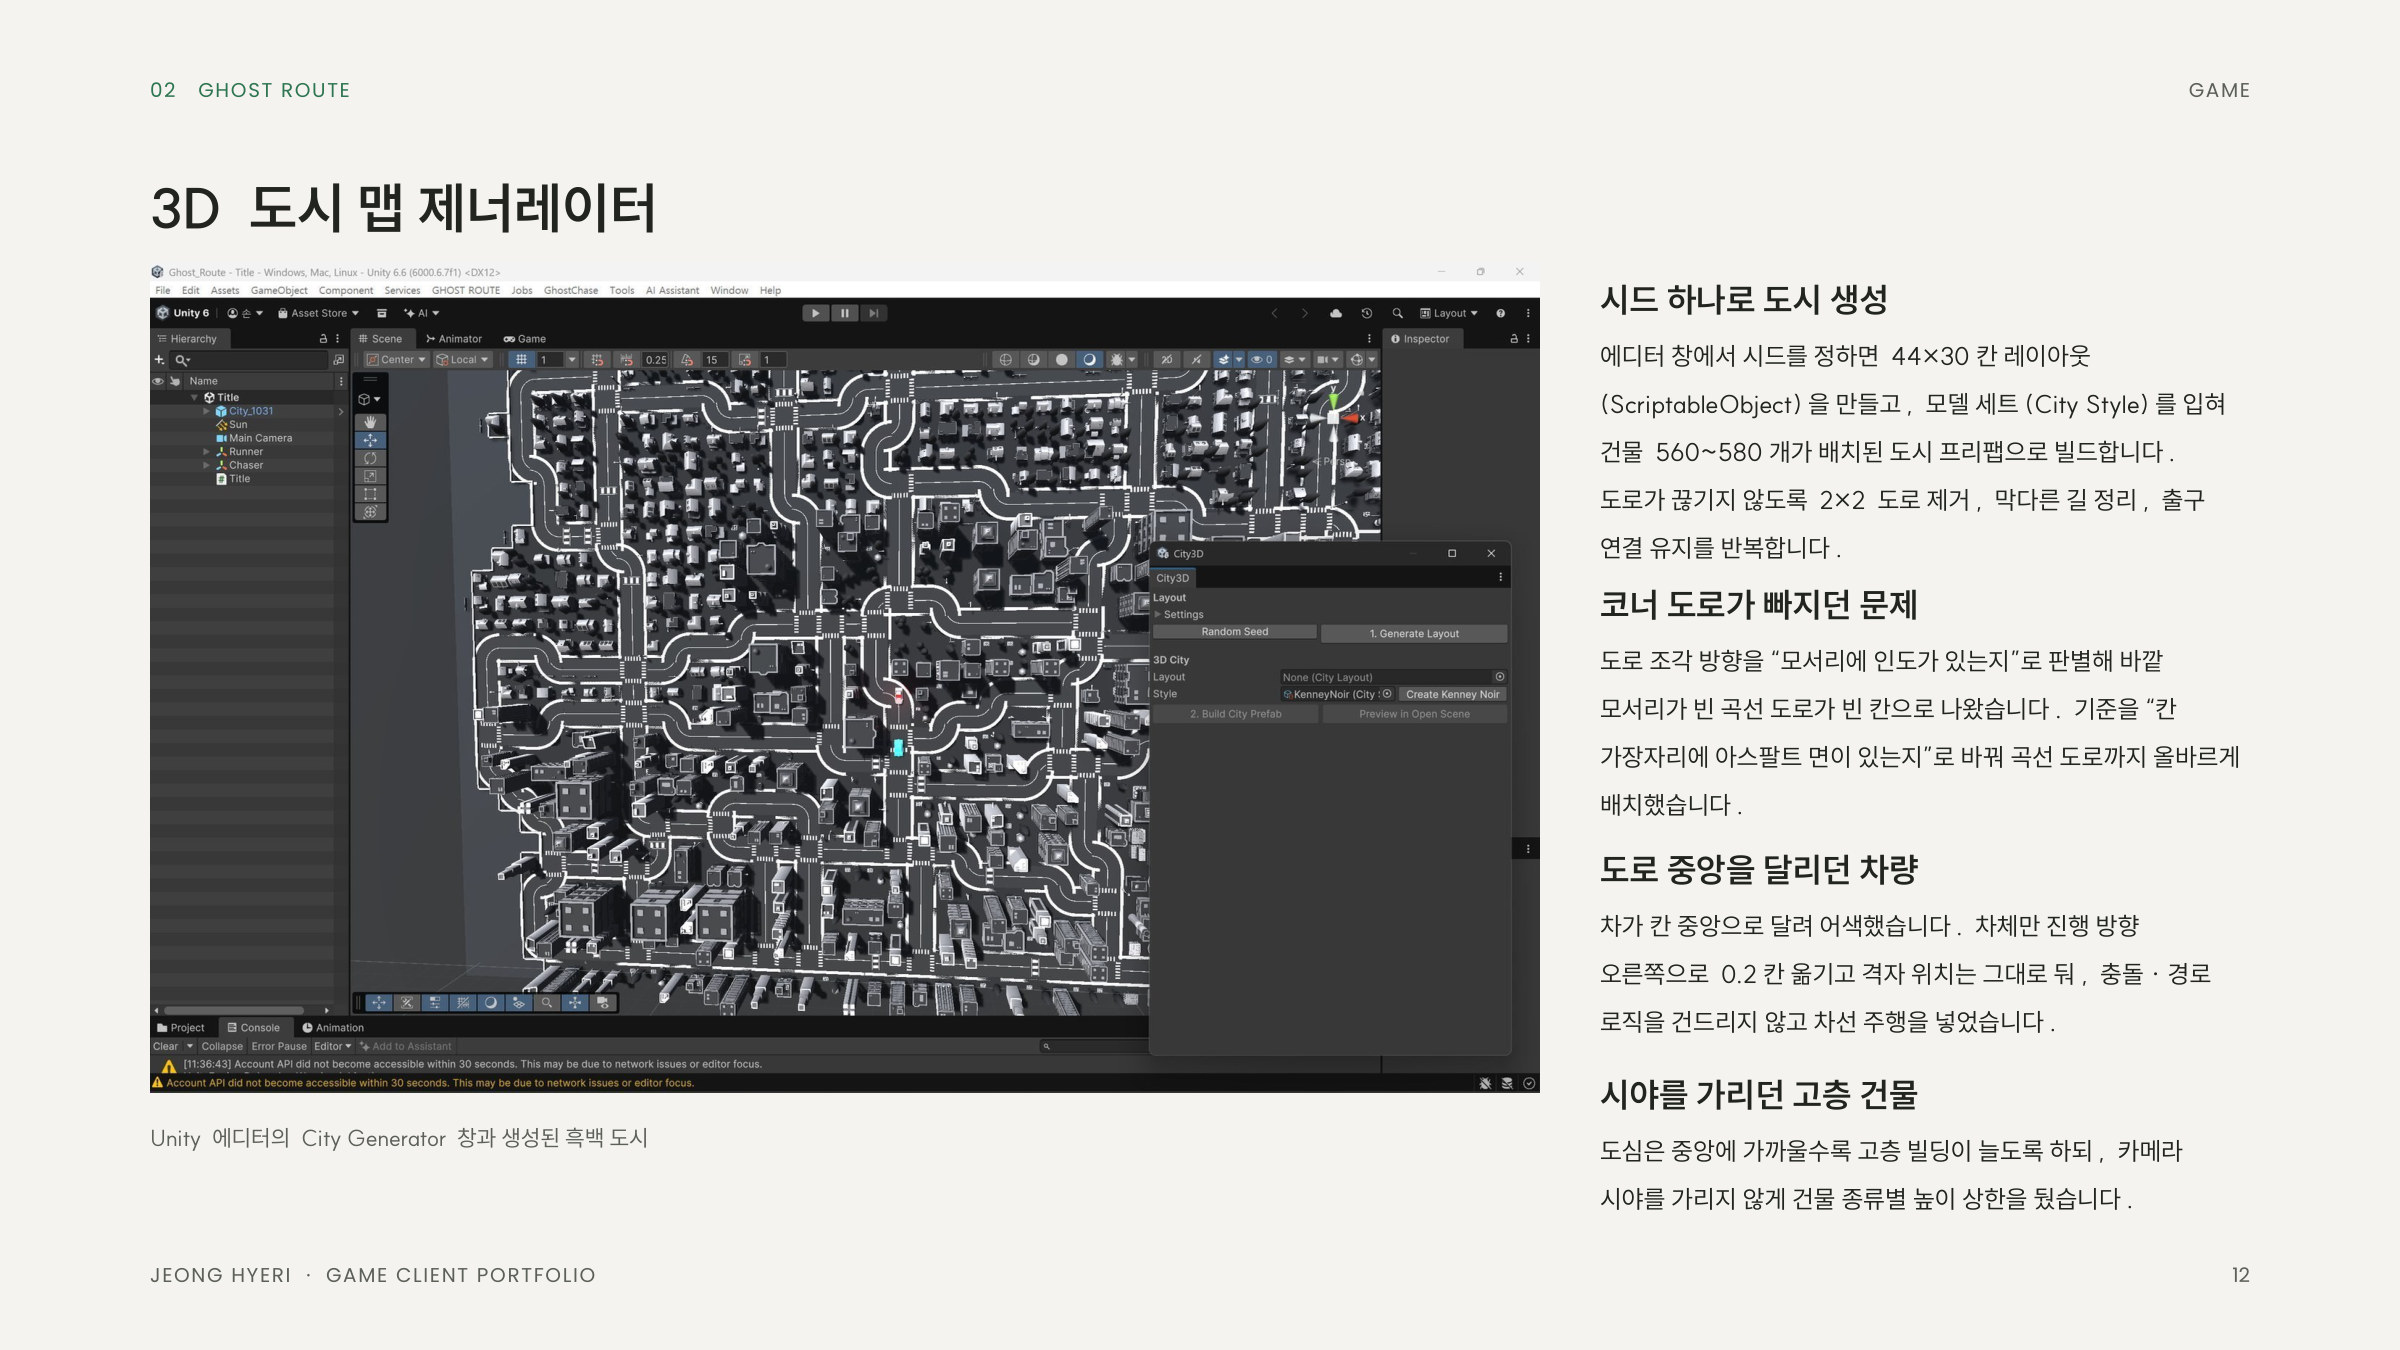 02 GHOST ROUTE
GAME
3D 도시 맵 제너레이터
Ghost_Route - Title - Windows, Mac, Linux - Unity 6.6 (6000.6.7f1) <DX12>
File Edit Assets GameObject Component Services GHOST ROUTE Jobs GhostChase Tools AI Assistant Window Help
Unity 6 손 Asset Store AI Layout
Hierarchy Scene Animator Game Inspector
Center Local 1 0.25 15 1 0
Name
Title
City_1031
Sun
Main Camera
Runner
Chaser
Title
y
x
Persp
City3D
City3D
Layout
Settings
Random Seed 1. Generate Layout
3D City
Layout None (City Layout)
Style KenneyNoir (City Create Kenney Noir
2. Build City Prefab Preview in Open Scene
Project Console Animation
Clear Collapse Error Pause Editor Add to Assistant
[11:36:43] Account API did not become accessible within 30 seconds. This may be due to network issues or editor focus.
Account API did not become accessible within 30 seconds. This may be due to network issues or editor focus.
Unity 에디터의 City Generator 창과 생성된 흑백 도시
시드 하나로 도시 생성
에디터 창에서 시드를 정하면 44×30 칸 레이아웃
(ScriptableObject) 을 만들고 , 모델 세트 (City Style) 를 입혀
건물 560~580 개가 배치된 도시 프리팹으로 빌드합니다 .
도로가 끊기지 않도록 2×2 도로 제거 , 막다른 길 정리 , 출구
연결 유지를 반복합니다 .
코너 도로가 빠지던 문제
도로 조각 방향을 “모서리에 인도가 있는지”로 판별해 바깥
모서리가 빈 곡선 도로가 빈 칸으로 나왔습니다 . 기준을 “칸
가장자리에 아스팔트 면이 있는지”로 바꿔 곡선 도로까지 올바르게
배치했습니다 .
도로 중앙을 달리던 차량
차가 칸 중앙으로 달려 어색했습니다 . 차체만 진행 방향
오른쪽으로 0.2 칸 옮기고 격자 위치는 그대로 둬 , 충돌 · 경로
로직을 건드리지 않고 차선 주행을 넣었습니다 .
시야를 가리던 고층 건물
도심은 중앙에 가까울수록 고층 빌딩이 늘도록 하되 , 카메라
시야를 가리지 않게 건물 종류별 높이 상한을 뒀습니다 .
JEONG HYERI · GAME CLIENT PORTFOLIO
12